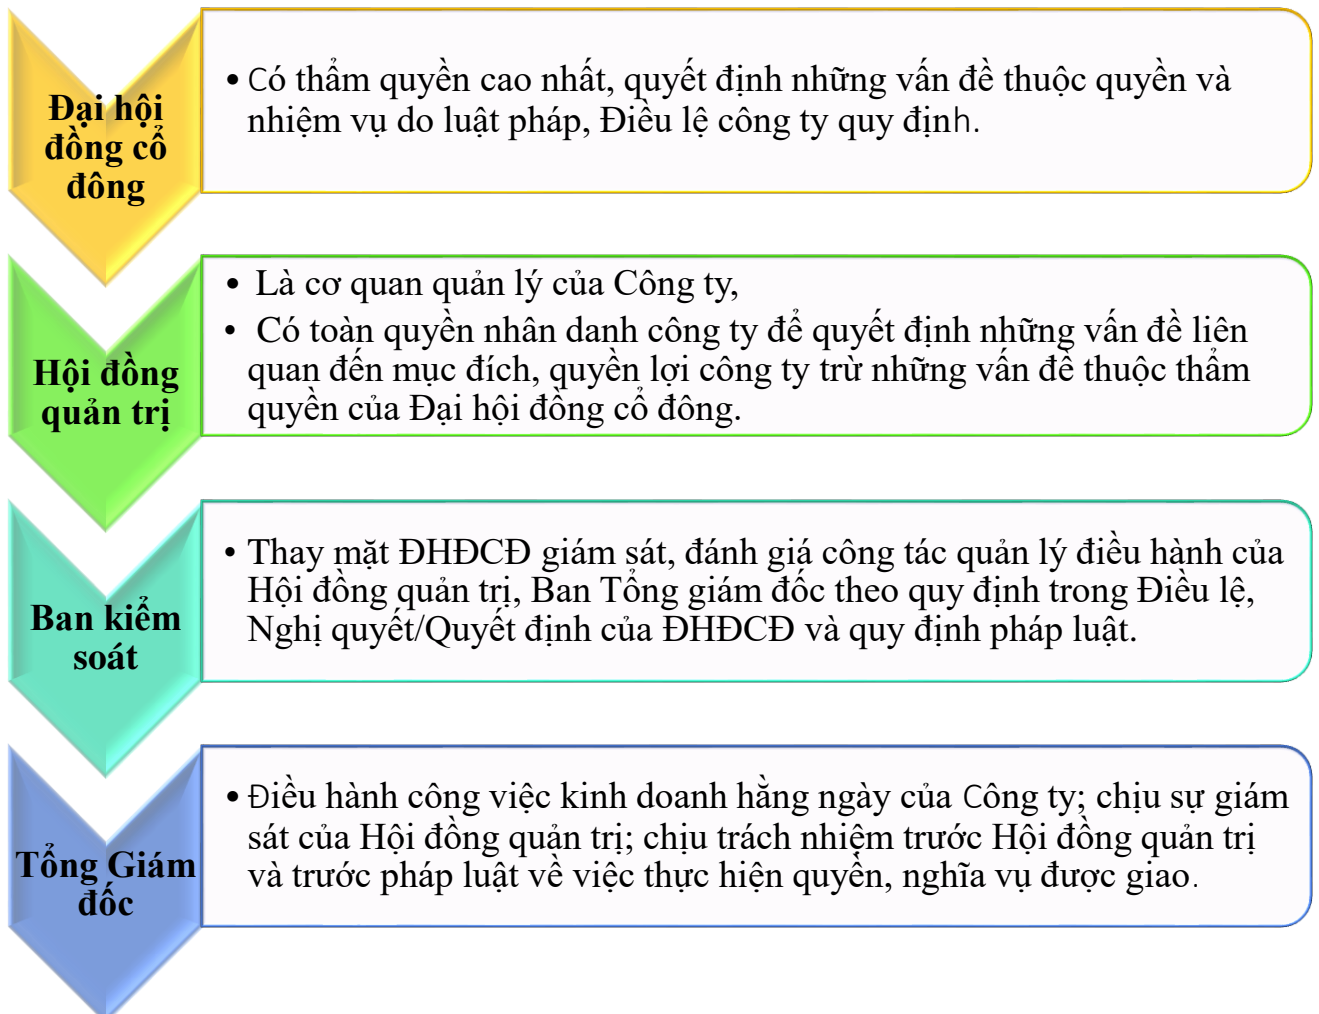 Đại hội
đồng cổ
đông
• Có thẩm quyền cao nhất, quyết định những vấn đề thuộc quyền và
nhiệm vụ do luật pháp, Điều lệ công ty quy định.
Hội đồng
quản trị
• Là cơ quan quản lý của Công ty,
• Có toàn quyền nhân danh công ty để quyết định những vấn đề liên
quan đến mục đích, quyền lợi công ty trừ những vấn đề thuộc thẩm
quyền của Đại hội đồng cổ đông.
Ban kiểm
soát
• Thay mặt ĐHĐCĐ giám sát, đánh giá công tác quản lý điều hành của
Hội đồng quản trị, Ban Tổng giám đốc theo quy định trong Điều lệ,
Nghị quyết/Quyết định của ĐHĐCĐ và quy định pháp luật.
Tổng Giám
đốc
• Điều hành công việc kinh doanh hằng ngày của Công ty; chịu sự giám
sát của Hội đồng quản trị; chịu trách nhiệm trước Hội đồng quản trị
và trước pháp luật về việc thực hiện quyền, nghĩa vụ được giao.